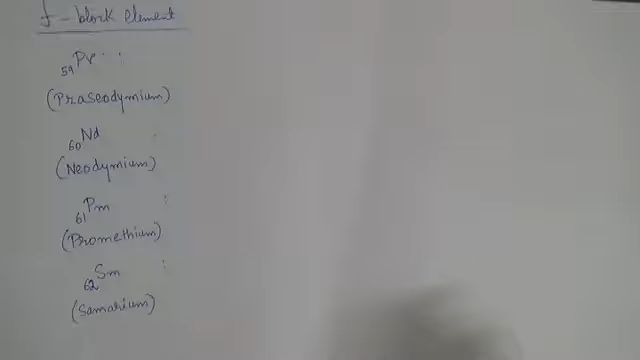 f - block element
59Pr :
(Praseodymium)
60Nd :
(Neodymium)
61Pm :
(Promethium)
62Sm :
(Samarium)